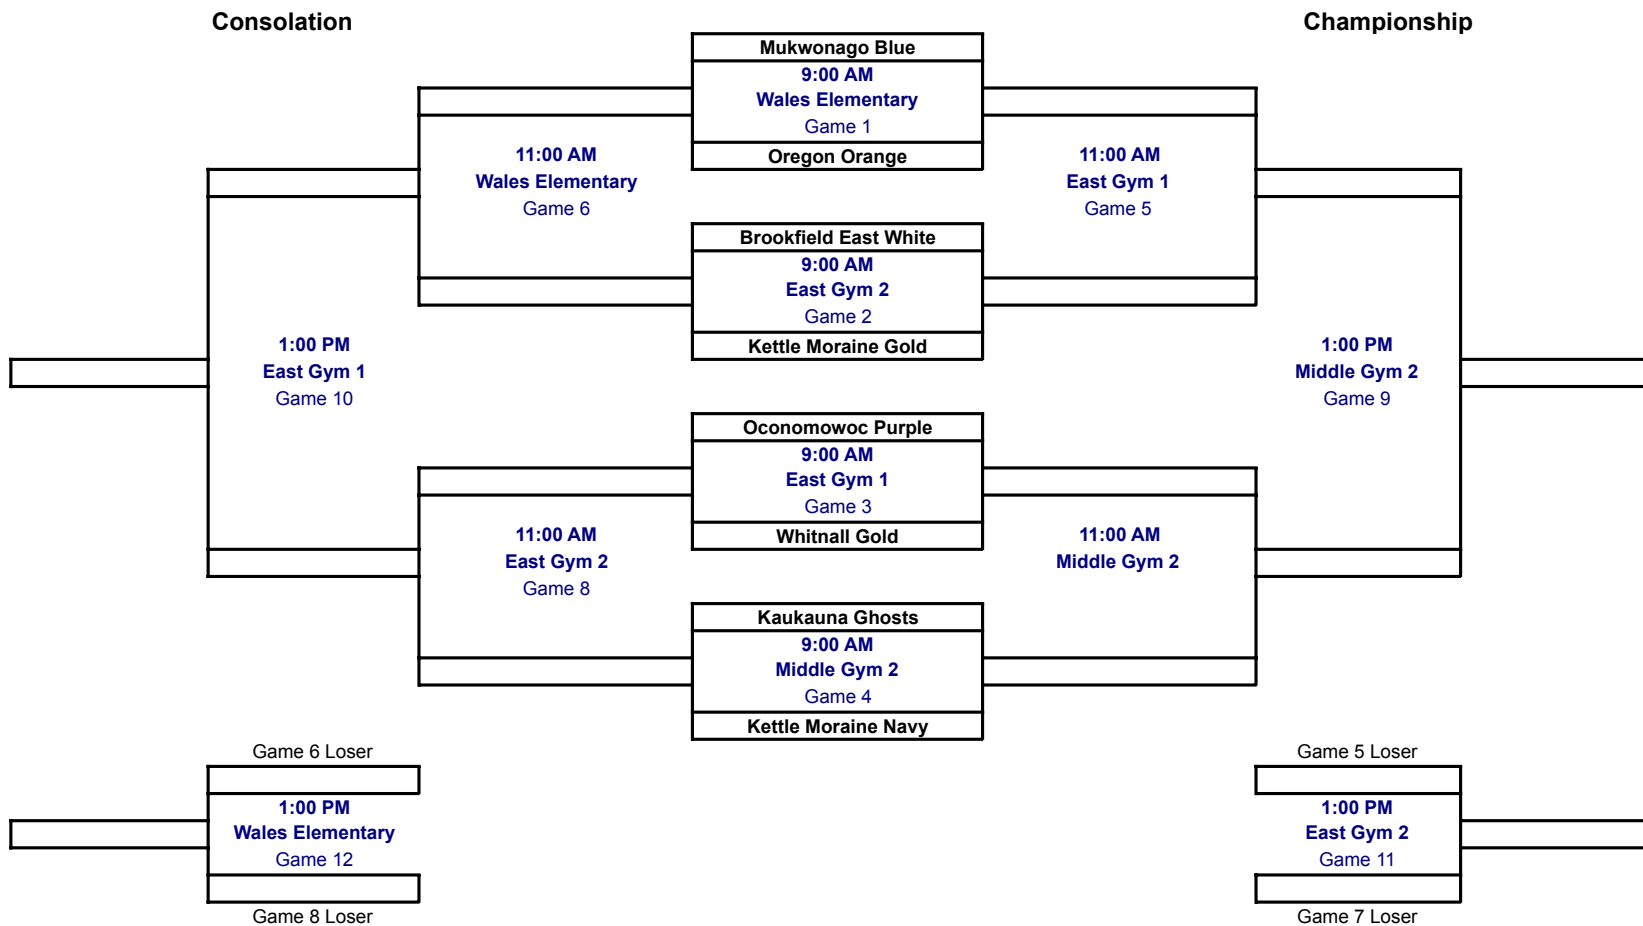 Consolation
Championship
Mukwonago Blue
9:00 AM
Wales Elementary
Game 1
Oregon Orange
11:00 AM
Wales Elementary
Game 6
11:00 AM
East Gym 1
Game 5
Brookfield East White
9:00 AM
East Gym 2
Game 2
Kettle Moraine Gold
1:00 PM
East Gym 1
Game 10
1:00 PM
Middle Gym 2
Game 9
Oconomowoc Purple
9:00 AM
East Gym 1
Game 3
Whitnall Gold
11:00 AM
East Gym 2
Game 8
11:00 AM
Middle Gym 2
Kaukauna Ghosts
9:00 AM
Middle Gym 2
Game 4
Kettle Moraine Navy
Game 6 Loser
1:00 PM
Wales Elementary
Game 12
Game 8 Loser
Game 5 Loser
1:00 PM
East Gym 2
Game 11
Game 7 Loser